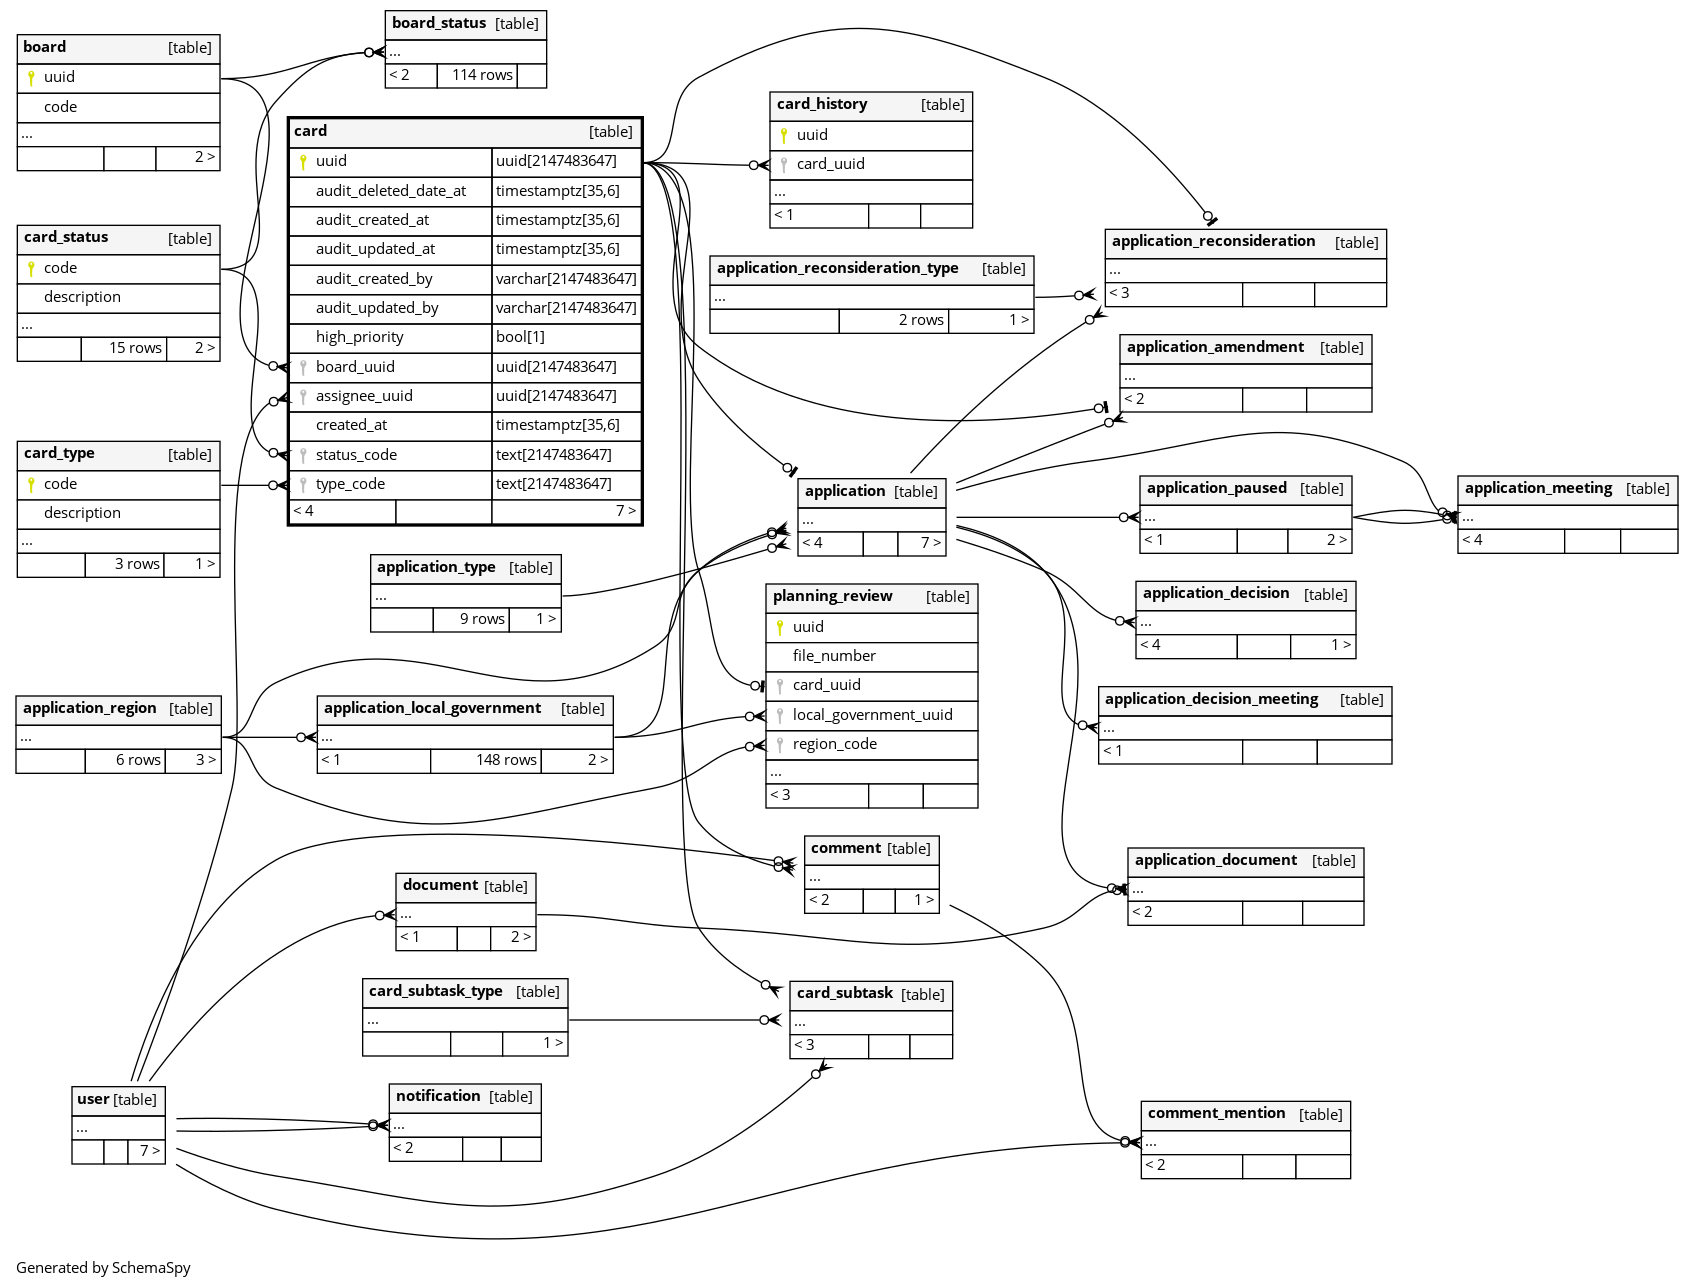 board [table]
uuid
code
...
2 >
board_status [table]
...
< 2 114 rows
card_status [table]
code
description
...
15 rows 2 >
card_type [table]
code
description
...
3 rows 1 >
card [table]
uuid uuid[2147483647]
audit_deleted_date_at timestamptz[35,6]
audit_created_at timestamptz[35,6]
audit_updated_at timestamptz[35,6]
audit_created_by varchar[2147483647]
audit_updated_by varchar[2147483647]
high_priority bool[1]
board_uuid uuid[2147483647]
assignee_uuid uuid[2147483647]
created_at timestamptz[35,6]
status_code text[2147483647]
type_code text[2147483647]
< 4 7 >
card_history [table]
uuid
card_uuid
...
< 1
application_reconsideration_type [table]
...
2 rows 1 >
application_reconsideration [table]
...
< 3
application_amendment [table]
...
< 2
application [table]
...
< 4 7 >
application_paused [table]
...
< 1 2 >
application_meeting [table]
...
< 4
application_type [table]
...
9 rows 1 >
planning_review [table]
uuid
file_number
card_uuid
local_government_uuid
region_code
...
< 3
application_decision [table]
...
< 4 1 >
application_region [table]
...
6 rows 3 >
application_local_government [table]
...
< 1 148 rows 2 >
application_decision_meeting [table]
...
< 1
comment [table]
...
< 2 1 >
application_document [table]
...
< 2
document [table]
...
< 1 2 >
card_subtask_type [table]
...
1 >
card_subtask [table]
...
< 3
user [table]
...
7 >
notification [table]
...
< 2
comment_mention [table]
...
< 2
Generated by SchemaSpy